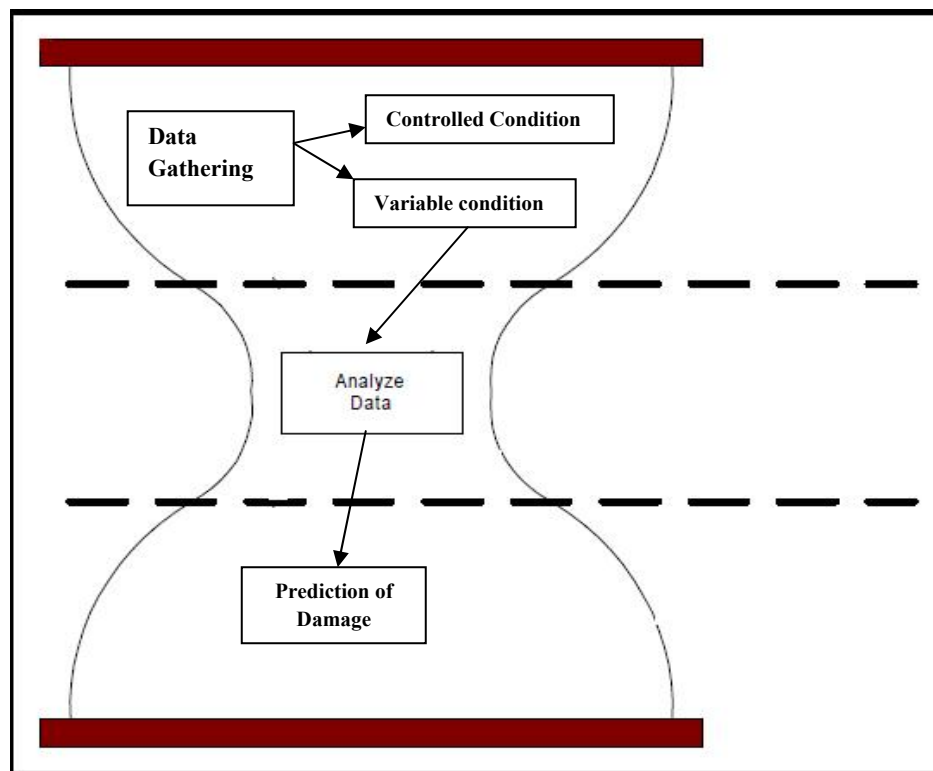 Controlled Condition
Data
Gathering
Variable condition
Analyze
Data
Prediction of
Damage